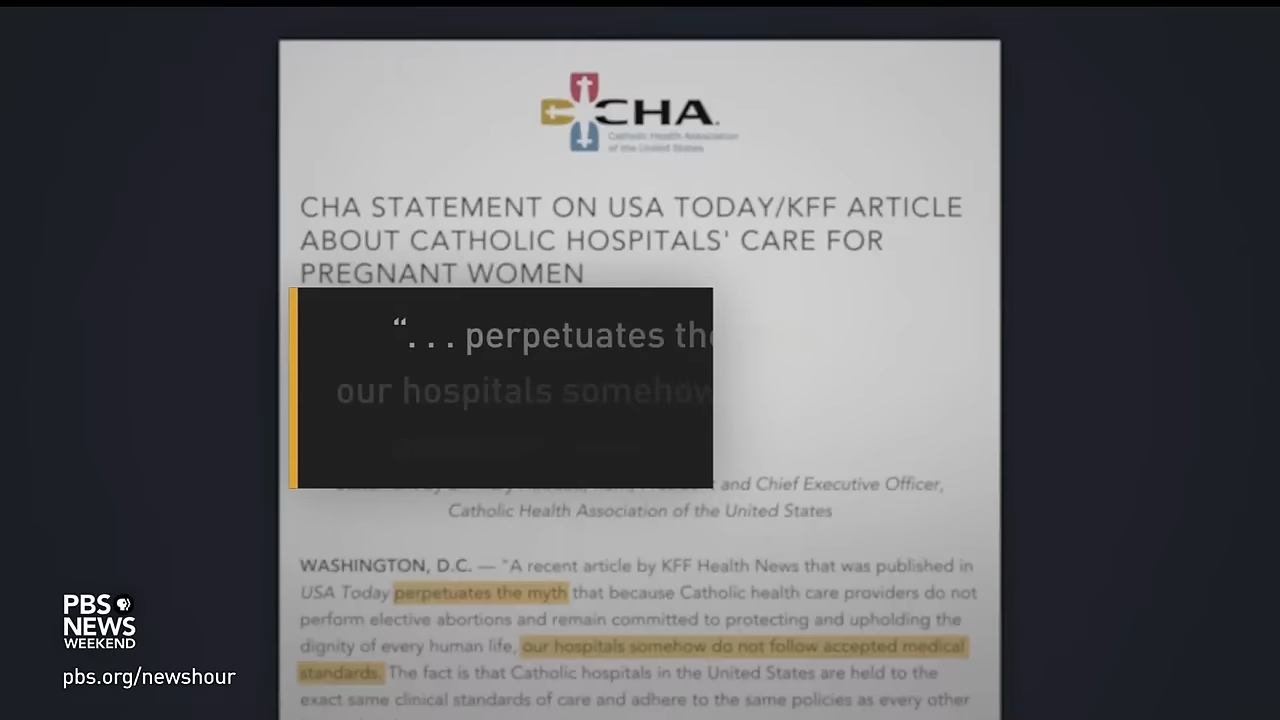 CHA.
Catholic Health Association
of the United States
CHA STATEMENT ON USA TODAY/KFF ARTICLE
ABOUT CATHOLIC HOSPITALS' CARE FOR
PREGNANT WOMEN
“. . . perpetuates the
our hospitals somehow
and Chief Executive Officer,
Catholic Health Association of the United States
WASHINGTON, D.C. — "A recent article by KFF Health News that was published in
USA Today perpetuates the myth that because Catholic health care providers do not
perform elective abortions and remain committed to protecting and upholding the
dignity of every human life, our hospitals somehow do not follow accepted medical
standards. The fact is that Catholic hospitals in the United States are held to the
exact same clinical standards of care and adhere to the same policies as every other
PBS
NEWS
WEEKEND
pbs.org/newshour